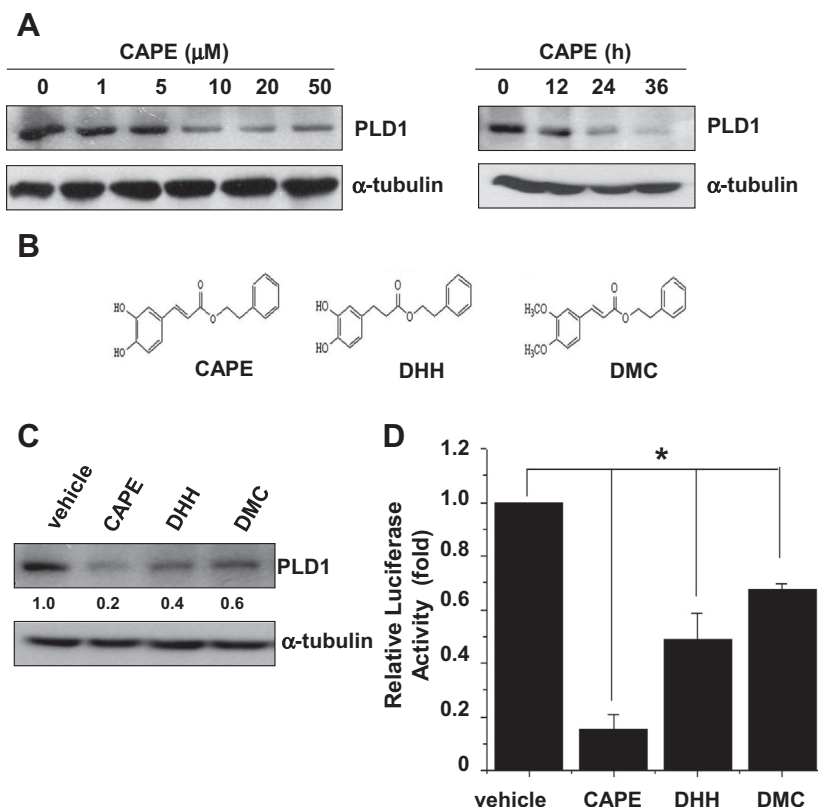 A
CAPE (μM)
0 1 5 10 20 50
PLD1
α-tubulin
CAPE (h)
0 12 24 36
PLD1
α-tubulin
B
HO
HO
O
O
CAPE
HO
HO
O
O
DHH
H₃CO
H₃CO
O
O
DMC
C
vehicle CAPE DHH DMC
PLD1
1.0 0.2 0.4 0.6
α-tubulin
D
Relative Luciferase
Activity (fold)
1.2
1.0
0.8
0.6
0.4
0.2
0
*
vehicle CAPE DHH DMC